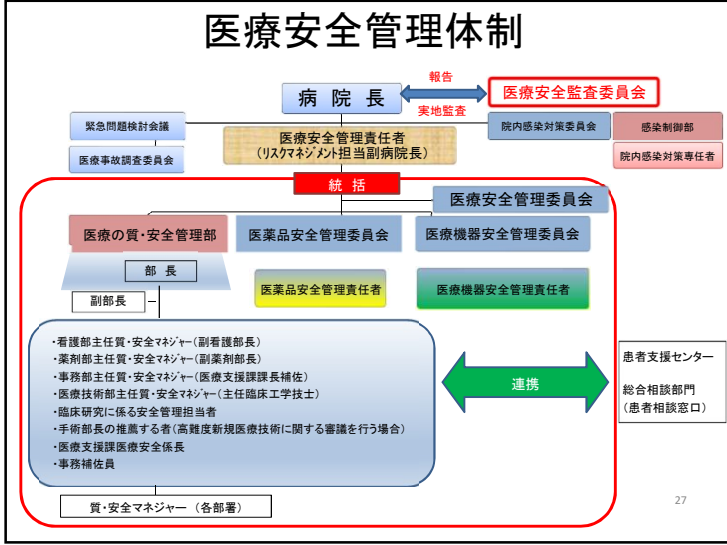 医療安全管理体制
報告
病院長
医療安全監査委員会
実地監査
緊急問題検討会議
医療事故調査委員会
医療安全管理責任者
(リスクマネジメント担当副病院長)
院内感染対策委員会
感染制御部
院内感染対策専任者
統括
医療安全管理委員会
医療の質・安全管理部
医薬品安全管理委員会
医療機器安全管理委員会
部長
副部長
医薬品安全管理責任者
医療機器安全管理責任者
・看護部主任質・安全マネジャー(副看護部長)
・薬剤部主任質・安全マネジャー(副薬剤部長)
・事務部主任質・安全マネジャー(医療支援課課長補佐)
・医療技術部主任質・安全マネジャー(主任臨床工学技士)
・臨床研究に係る安全管理担当者
・手術部長の推薦する者(高難度新規医療技術に関する審議を行う場合)
・医療支援課医療安全係長
・事務補佐員
連携
患者支援センター
総合相談部門
(患者相談窓口)
質・安全マネジャー (各部署)
27